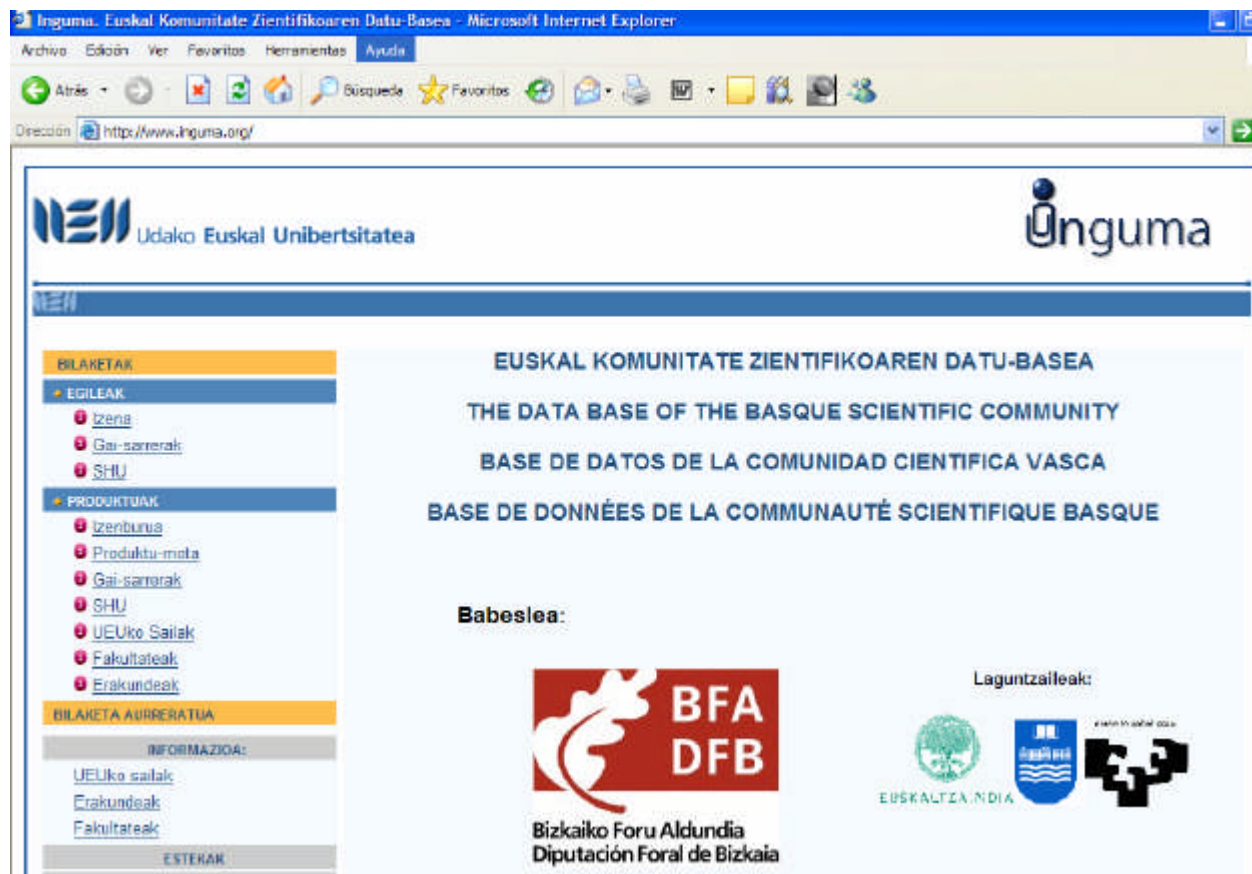 Inguma. Euskal Komunitate Zientifikoaren Datu-Basea - Microsoft Internet Explorer
Archivo Edición Ver Favoritos Herramientas Ayuda
Atrás Búsqueda Favoritos
Dirección http://www.inguma.org/
Udako Euskal Unibertsitatea
Inguma
BILAKETAK
EGILEAK
Izena
Gai-sarrerak
SHU
PRODUKTUAK
Izenburua
Produktu-mota
Gai-sarrerak
SHU
UEUko Sailak
Fakultateak
Erakundeak
BILAKETA AURRERATUA
INFORMAZIOA:
UEUko sailak
Erakundeak
Fakultateak
ESTEKAK
EUSKAL KOMUNITATE ZIENTIFIKOAREN DATU-BASEA
THE DATA BASE OF THE BASQUE SCIENTIFIC COMMUNITY
BASE DE DATOS DE LA COMUNIDAD CIENTIFICA VASCA
BASE DE DONNÉES DE LA COMMUNAUTÉ SCIENTIFIQUE BASQUE
Babeslea:
BFA
DFB
Bizkaiko Foru Aldundia
Diputación Foral de Bizkaia
Laguntzaileak:
EUSKALTZAINDIA